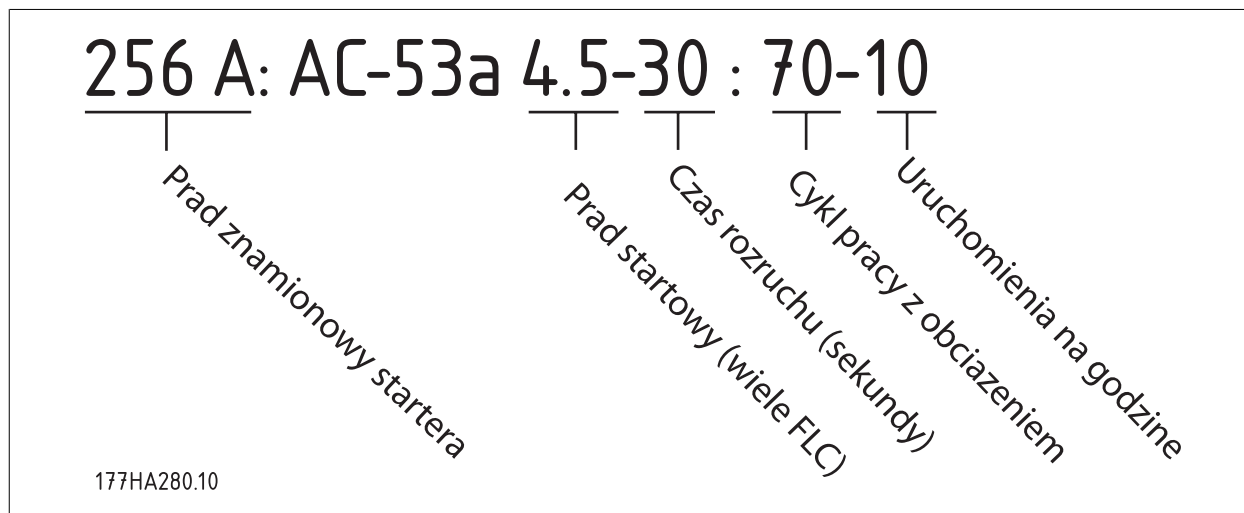 256 A: AC-53a 4.5-30 : 70-10
Prad znamionowy startera
Prad startowy (wiele FLC)
Czas rozruchu (sekundy)
Cykl pracy z obciazeniem
Uruchomienia na godzine
177HA280.10